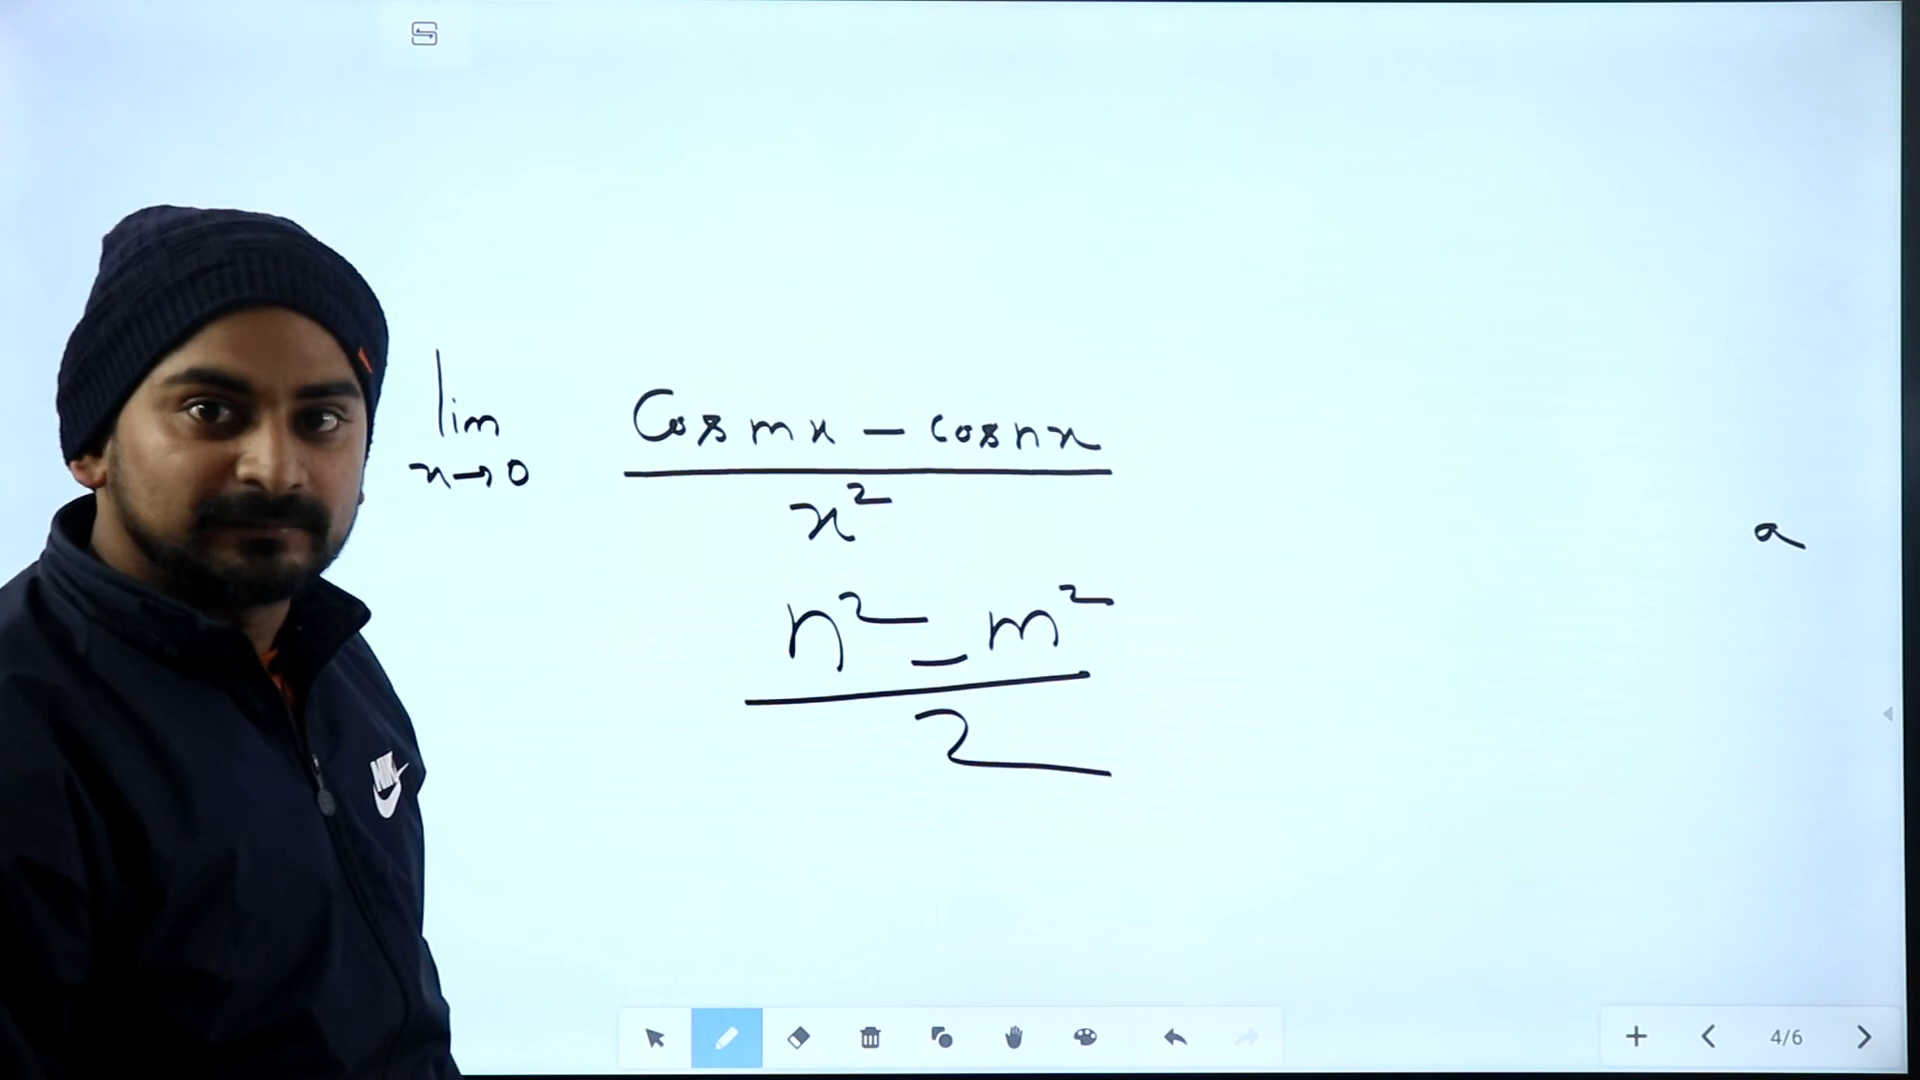 lim
x→0
Cos mx − cos nx
x²
n² − m²
2
a
NIKE
4/6